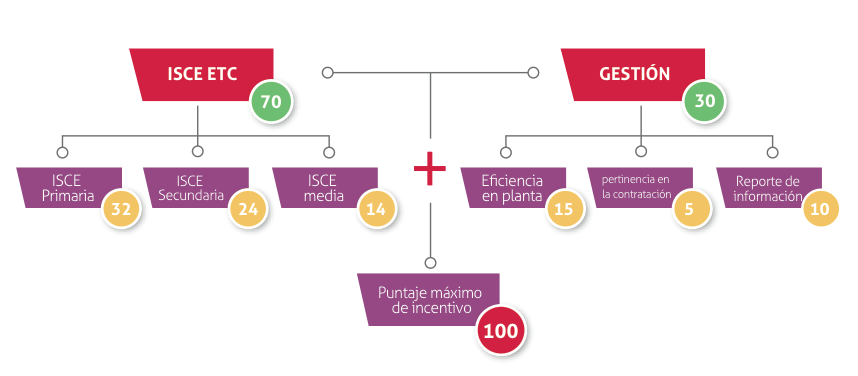 ISCE ETC
70
GESTIÓN
30
ISCE
Primaria
32
ISCE
Secundaria
24
ISCE
media
14
+
Eficiencia
en planta
15
pertinencia en
la contratación
5
Reporte de
información
10
Puntaje máximo
de incentivo
100